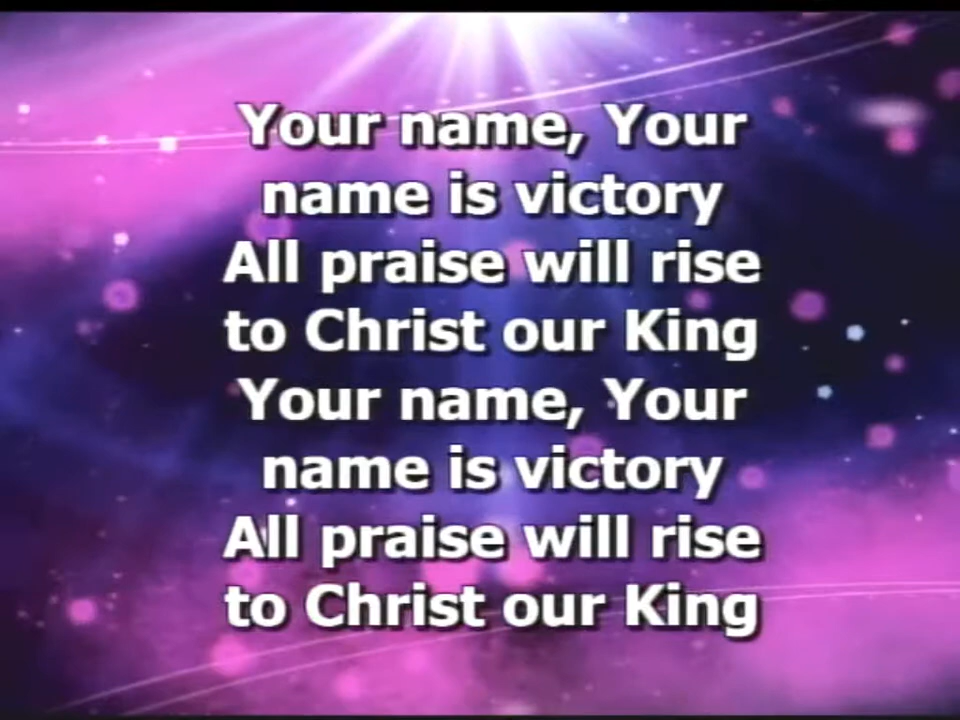 Your name, Your
name is victory
All praise will rise
to Christ our King
Your name, Your
name is victory
All praise will rise
to Christ our King